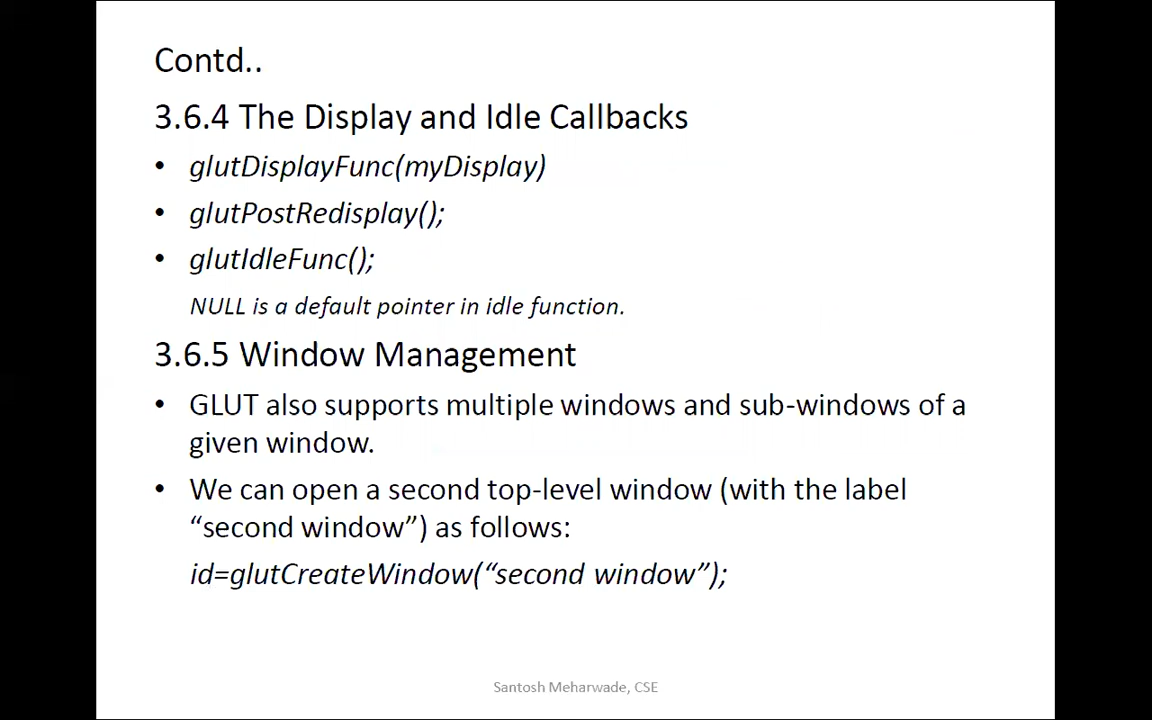 Contd..
3.6.4 The Display and Idle Callbacks
• glutDisplayFunc(myDisplay)
• glutPostRedisplay();
• glutIdleFunc();
NULL is a default pointer in idle function.
3.6.5 Window Management
• GLUT also supports multiple windows and sub-windows of a
given window.
• We can open a second top-level window (with the label
“second window”) as follows:
id=glutCreateWindow(“second window”);
Santosh Meharwade, CSE